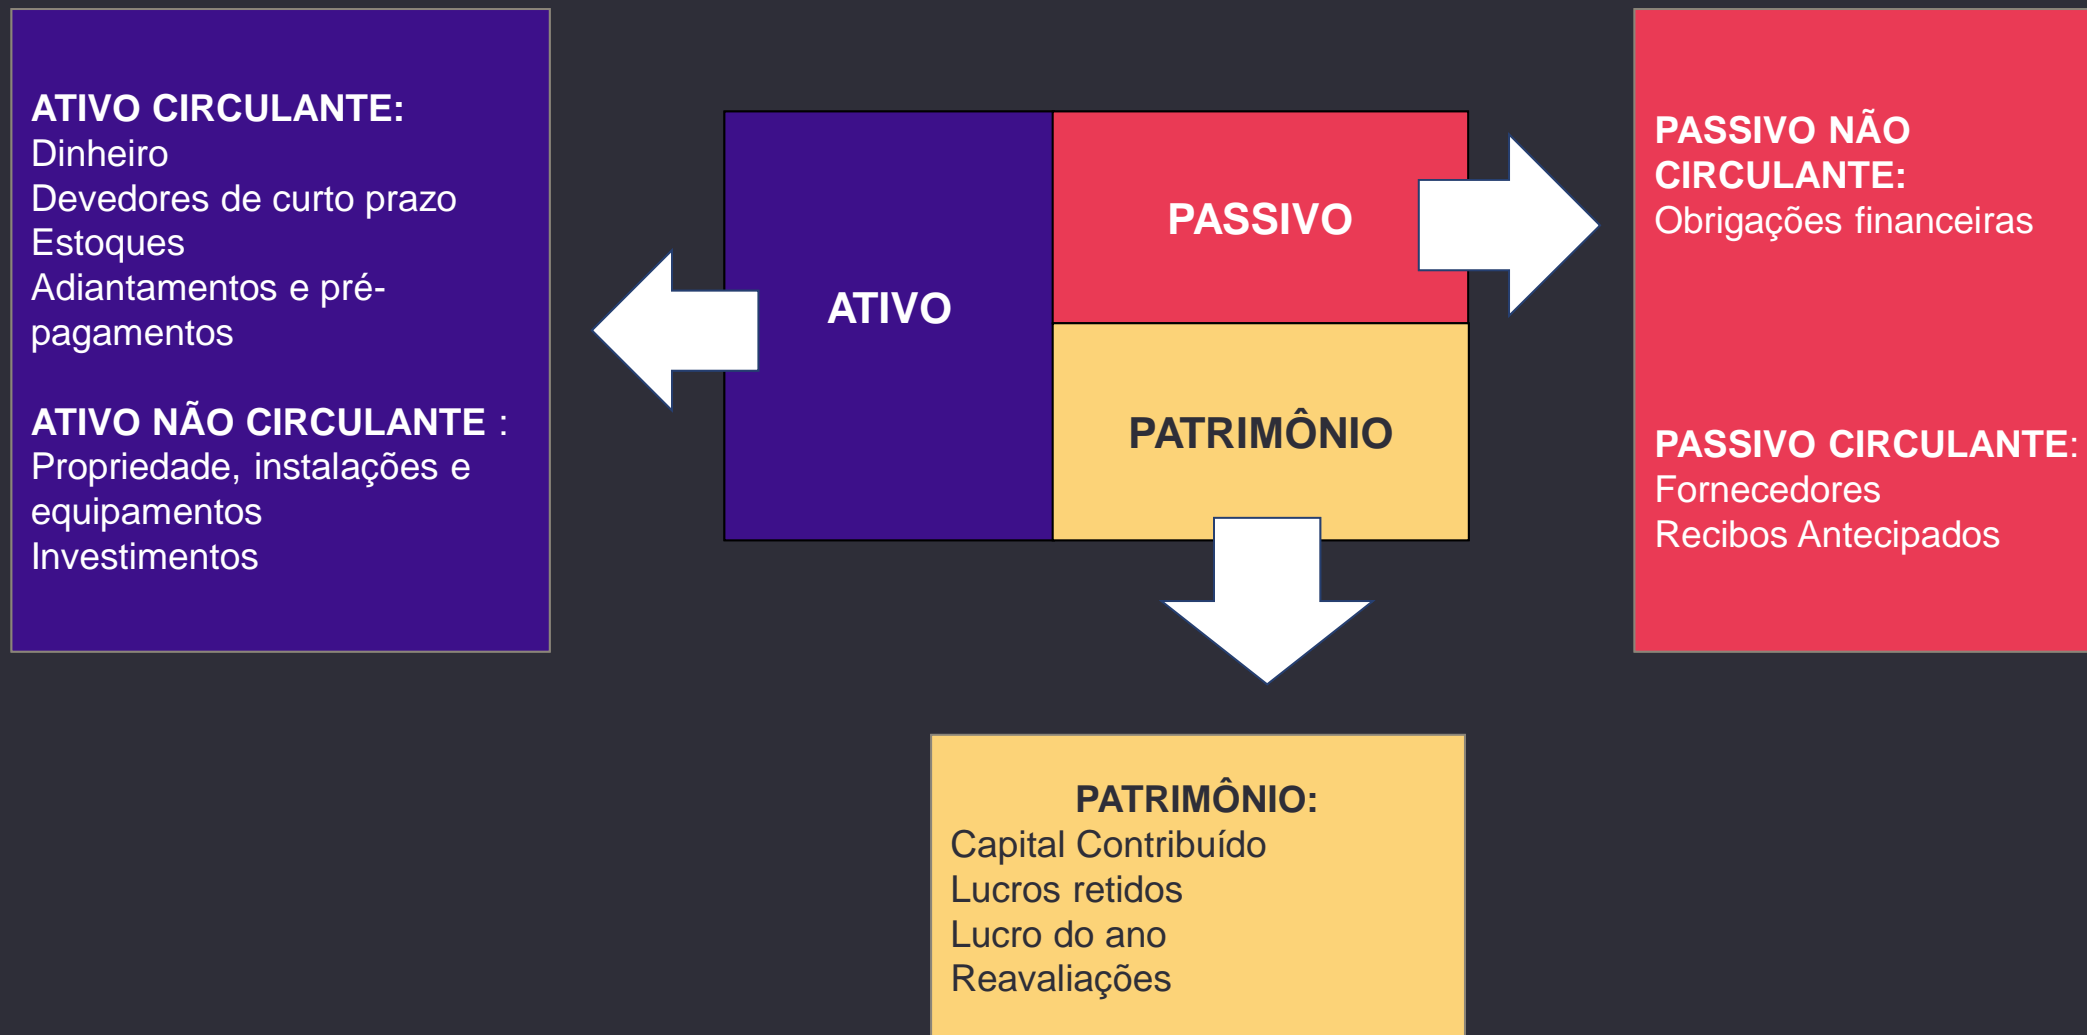 ATIVO CIRCULANTE:
Dinheiro
Devedores de curto prazo
Estoques
Adiantamentos e pré-
pagamentos
ATIVO NÃO CIRCULANTE :
Propriedade, instalações e
equipamentos
Investimentos
ATIVO
PASSIVO
PATRIMÔNIO
PASSIVO NÃO
CIRCULANTE:
Obrigações financeiras
PASSIVO CIRCULANTE:
Fornecedores
Recibos Antecipados
PATRIMÔNIO:
Capital Contribuído
Lucros retidos
Lucro do ano
Reavaliações